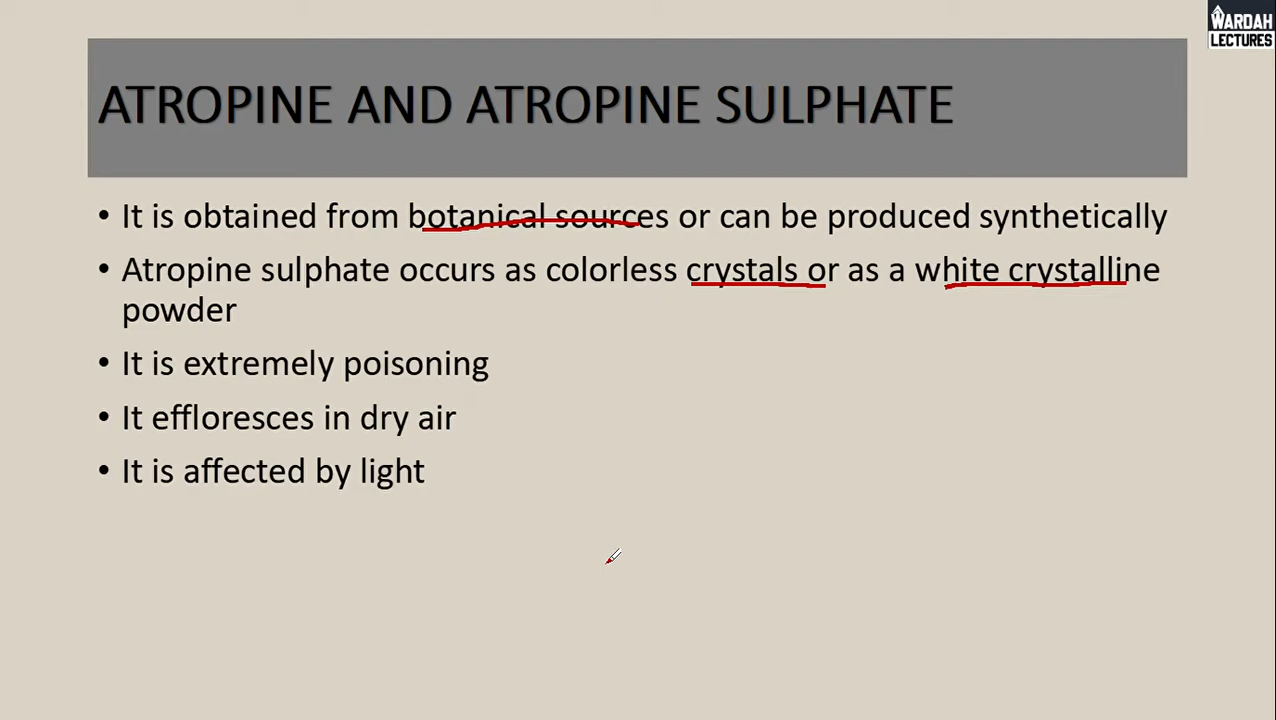 WARDAH
LECTURES
ATROPINE AND ATROPINE SULPHATE
• It is obtained from botanical sources or can be produced synthetically
• Atropine sulphate occurs as colorless crystals or as a white crystalline
powder
• It is extremely poisoning
• It effloresces in dry air
• It is affected by light